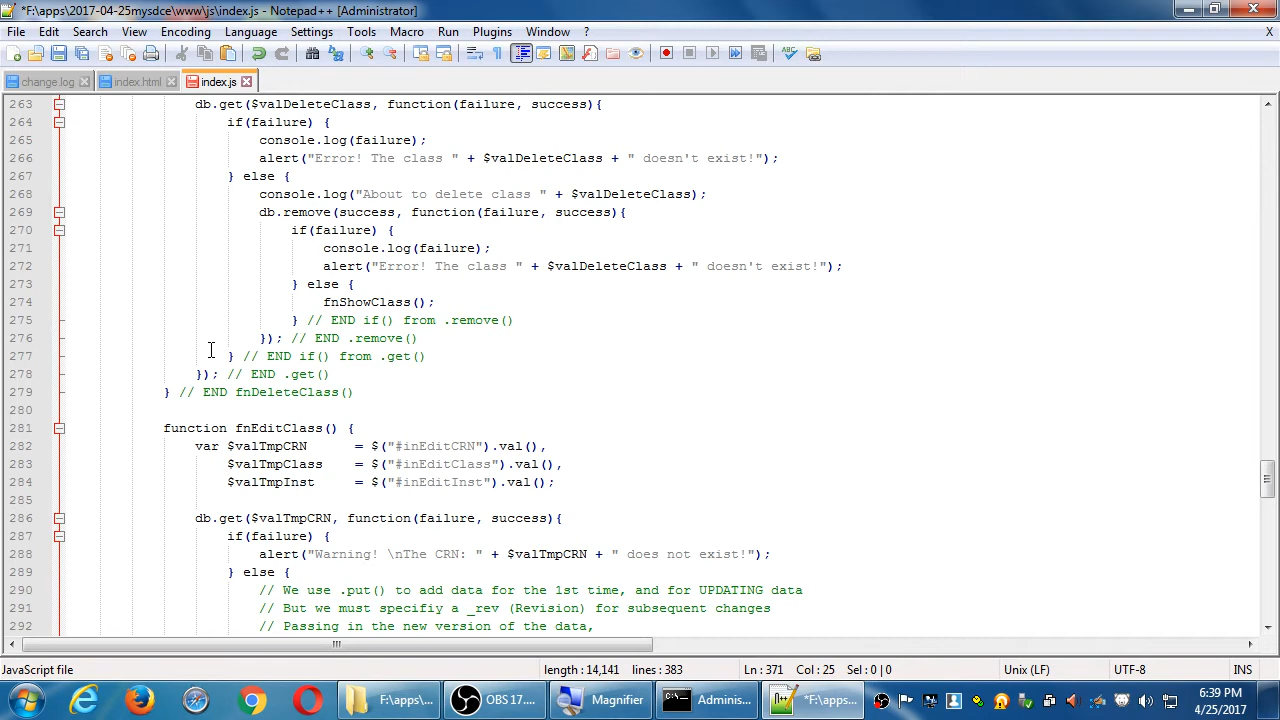 *F:\apps\2017-04-25mysdce\www\js\index.js - Notepad++ [Administrator]
File Edit Search View Encoding Language Settings Tools Macro Run Plugins Window ? X
change.log index.html index.js
263 db.get($valDeleteClass, function(failure, success){
264 if(failure) {
265 console.log(failure);
266 alert("Error! The class " + $valDeleteClass + " doesn't exist!");
267 } else {
268 console.log("About to delete class " + $valDeleteClass);
269 db.remove(success, function(failure, success){
270 if(failure) {
271 console.log(failure);
272 alert("Error! The class " + $valDeleteClass + " doesn't exist!");
273 } else {
274 fnShowClass();
275 } // END if() from .remove()
276 }); // END .remove()
277 } // END if() from .get()
278 }); // END .get()
279 } // END fnDeleteClass()
280
281 function fnEditClass() {
282 var $valTmpCRN = $("#inEditCRN").val(),
283 $valTmpClass = $("#inEditClass").val(),
284 $valTmpInst = $("#inEditInst").val();
285
286 db.get($valTmpCRN, function(failure, success){
287 if(failure) {
288 alert("Warning! \nThe CRN: " + $valTmpCRN + " does not exist!");
289 } else {
290 // We use .put() to add data for the 1st time, and for UPDATING data
291 // But we must specifiy a _rev (Revision) for subsequent changes
292 // Passing in the new version of the data,
JavaScript file length : 14,141 lines : 383 Ln : 371 Col : 25 Sel : 0 | 0 Unix (LF) UTF-8 INS
F:\apps\... OBS 17.... Magnifier Adminis... *F:\apps... 6:39 PM
4/25/2017